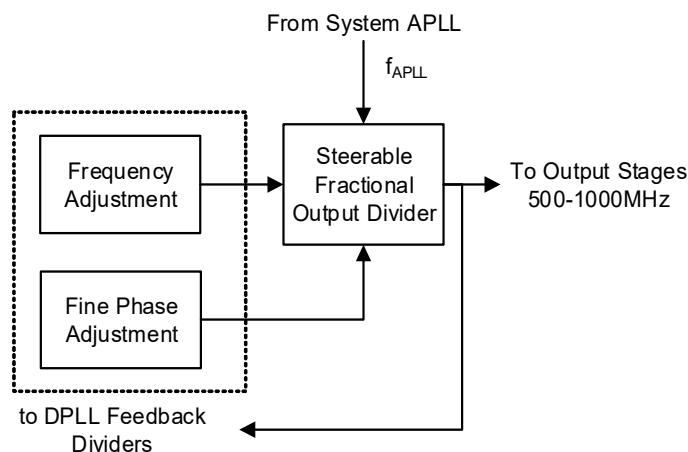 From System APLL
fAPLL
Frequency
Adjustment
Steerable
Fractional
Output Divider
To Output Stages
500-1000MHz
Fine Phase
Adjustment
to DPLL Feedback
Dividers